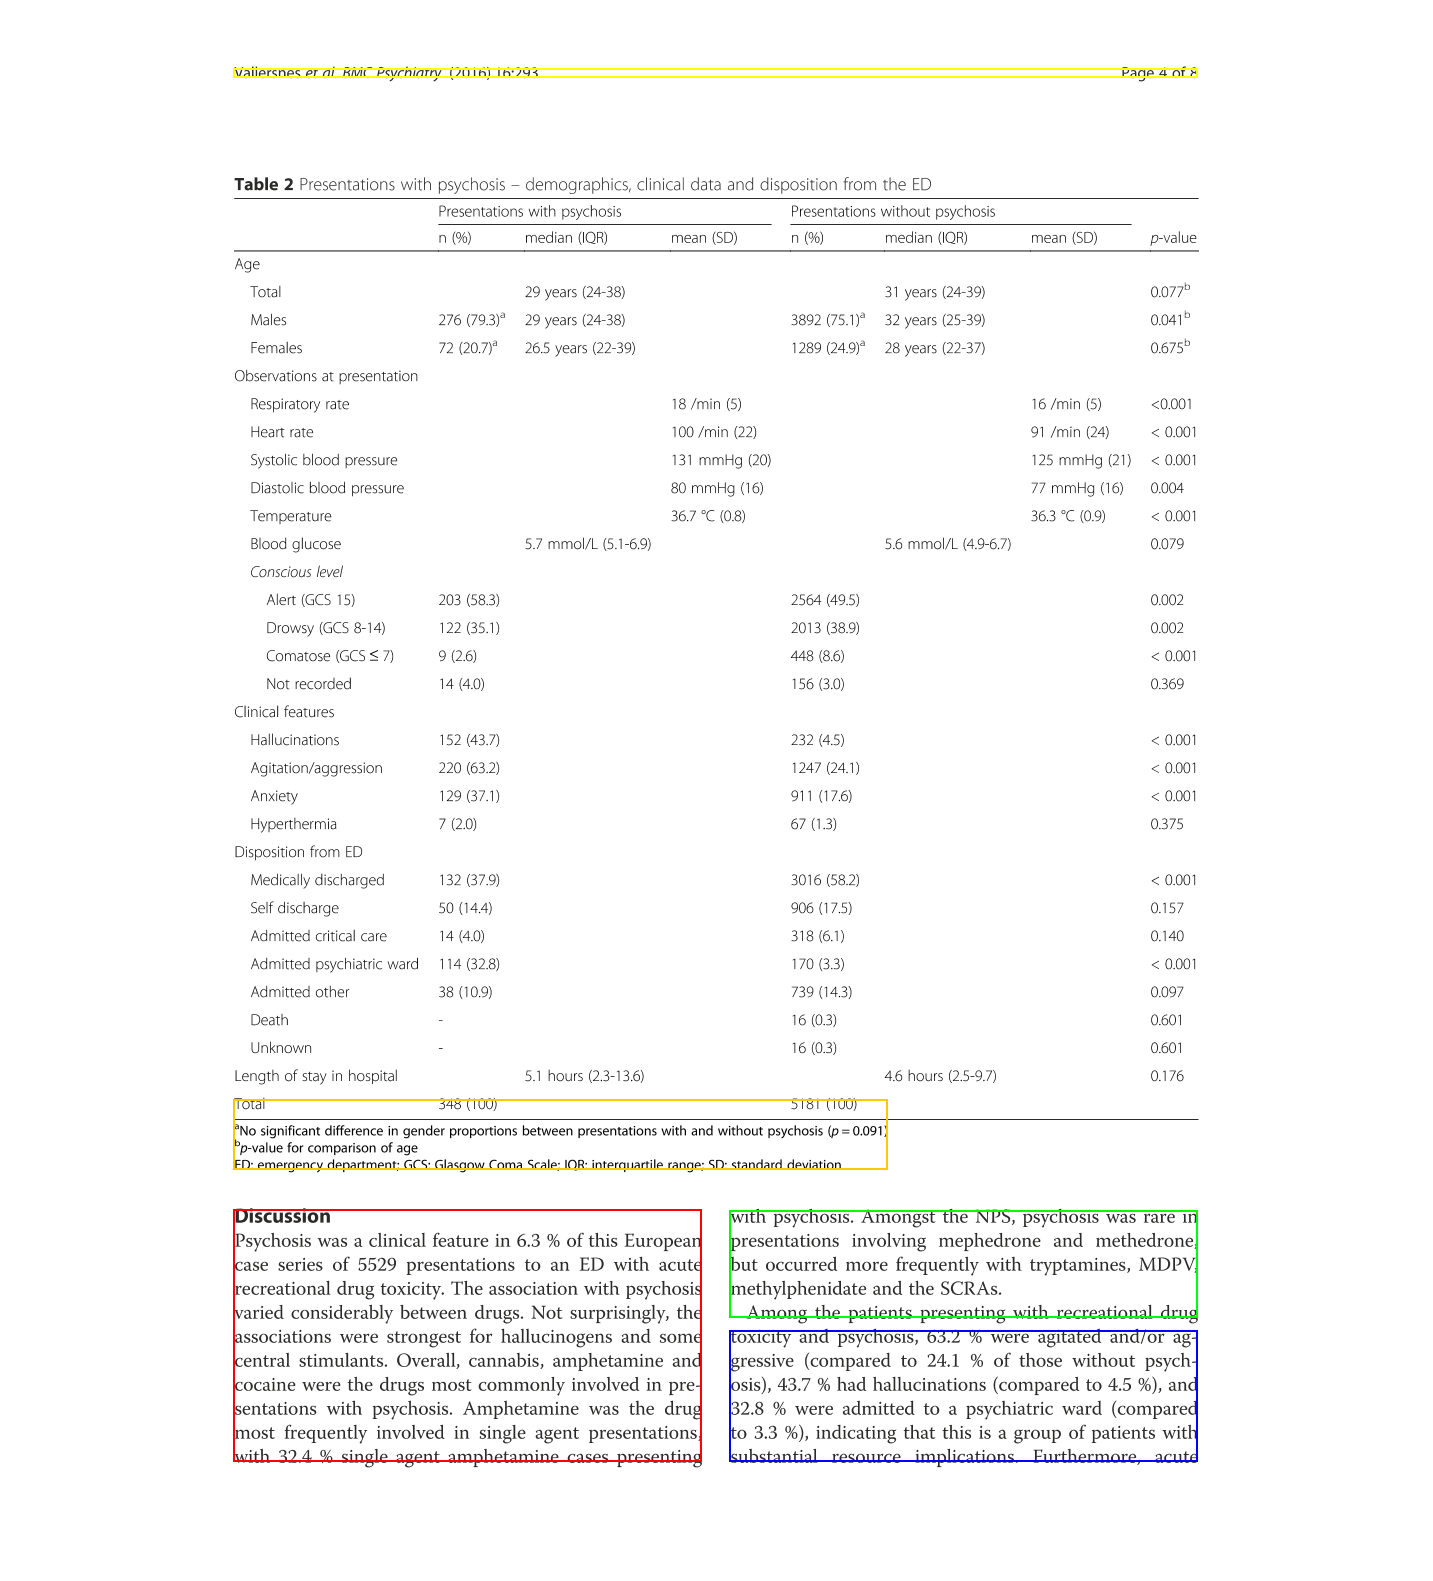 Vallersnes et al. BMC Psychiatry (2016) 16:293 Page 4 of 8
Table 2 Presentations with psychosis – demographics, clinical data and disposition from the ED
Presentations with psychosis Presentations without psychosis
n (%) median (IQR) mean (SD) n (%) median (IQR) mean (SD) p-value
Age
Total 29 years (24-38) 31 years (24-39) 0.077b
Males 276 (79.3)a 29 years (24-38) 3892 (75.1)a 32 years (25-39) 0.041b
Females 72 (20.7)a 26.5 years (22-39) 1289 (24.9)a 28 years (22-37) 0.675b
Observations at presentation
Respiratory rate 18 /min (5) 16 /min (5) <0.001
Heart rate 100 /min (22) 91 /min (24) < 0.001
Systolic blood pressure 131 mmHg (20) 125 mmHg (21) < 0.001
Diastolic blood pressure 80 mmHg (16) 77 mmHg (16) 0.004
Temperature 36.7 °C (0.8) 36.3 °C (0.9) < 0.001
Blood glucose 5.7 mmol/L (5.1-6.9) 5.6 mmol/L (4.9-6.7) 0.079
Conscious level
Alert (GCS 15) 203 (58.3) 2564 (49.5) 0.002
Drowsy (GCS 8-14) 122 (35.1) 2013 (38.9) 0.002
Comatose (GCS ≤ 7) 9 (2.6) 448 (8.6) < 0.001
Not recorded 14 (4.0) 156 (3.0) 0.369
Clinical features
Hallucinations 152 (43.7) 232 (4.5) < 0.001
Agitation/aggression 220 (63.2) 1247 (24.1) < 0.001
Anxiety 129 (37.1) 911 (17.6) < 0.001
Hyperthermia 7 (2.0) 67 (1.3) 0.375
Disposition from ED
Medically discharged 132 (37.9) 3016 (58.2) < 0.001
Self discharge 50 (14.4) 906 (17.5) 0.157
Admitted critical care 14 (4.0) 318 (6.1) 0.140
Admitted psychiatric ward 114 (32.8) 170 (3.3) < 0.001
Admitted other 38 (10.9) 739 (14.3) 0.097
Death - 16 (0.3) 0.601
Unknown - 16 (0.3) 0.601
Length of stay in hospital 5.1 hours (2.3-13.6) 4.6 hours (2.5-9.7) 0.176
Total 348 (100) 5181 (100)
aNo significant difference in gender proportions between presentations with and without psychosis (p = 0.091)
bp-value for comparison of age
ED: emergency department; GCS: Glasgow Coma Scale; IQR: interquartile range; SD: standard deviation
Discussion
Psychosis was a clinical feature in 6.3 % of this European
case series of 5529 presentations to an ED with acute
recreational drug toxicity. The association with psychosis
varied considerably between drugs. Not surprisingly, the
associations were strongest for hallucinogens and some
central stimulants. Overall, cannabis, amphetamine and
cocaine were the drugs most commonly involved in pre-
sentations with psychosis. Amphetamine was the drug
most frequently involved in single agent presentations,
with 32.4 % single agent amphetamine cases presenting
with psychosis. Amongst the NPS, psychosis was rare in
presentations involving mephedrone and methedrone,
but occurred more frequently with tryptamines, MDPV,
methylphenidate and the SCRAs.
Among the patients presenting with recreational drug
toxicity and psychosis, 63.2 % were agitated and/or ag-
gressive (compared to 24.1 % of those without psych-
osis), 43.7 % had hallucinations (compared to 4.5 %), and
32.8 % were admitted to a psychiatric ward (compared
to 3.3 %), indicating that this is a group of patients with
substantial resource implications. Furthermore, acute